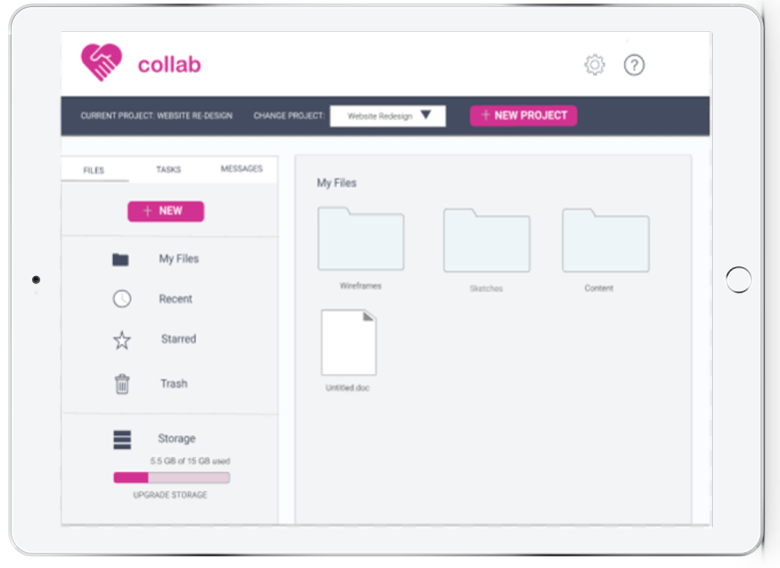 collab
?
CURRENT PROJECT: WEBSITE RE-DESIGN CHANGE PROJECT: Website Redesign + NEW PROJECT
FILES TASKS MESSAGES
+ NEW
My Files
Recent
Starred
Trash
Storage
5.5 GB of 15 GB used
UPGRADE STORAGE
My Files
Wireframes Sketches Content
Untitled.doc